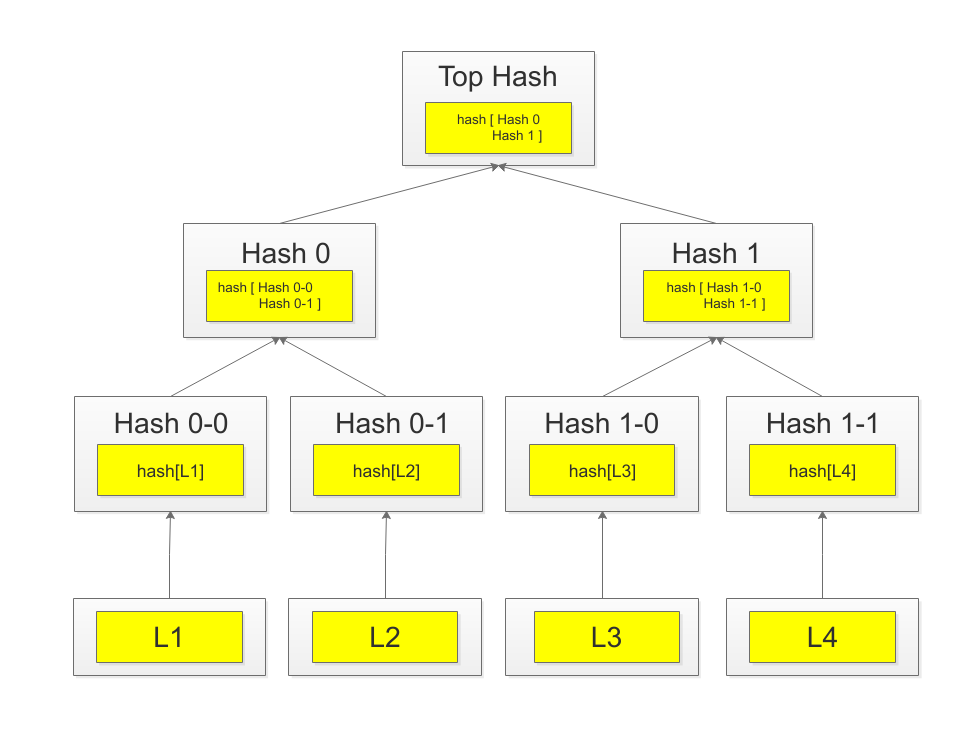 Top Hash
hash [ Hash 0
Hash 1 ]
Hash 0
hash [ Hash 0-0
Hash 0-1 ]
Hash 1
hash [ Hash 1-0
Hash 1-1 ]
Hash 0-0
hash[L1]
Hash 0-1
hash[L2]
Hash 1-0
hash[L3]
Hash 1-1
hash[L4]
L1
L2
L3
L4